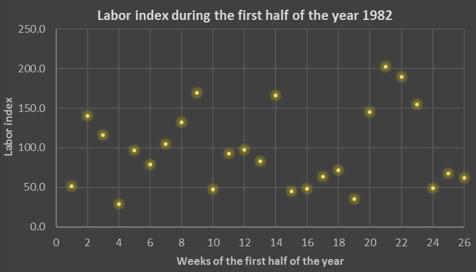 Labor index during the first half of the year 1982
250.0
200.0
150.0
100.0
50.0
0.0
Labor index
0 2 4 6 8 10 12 14 16 18 20 22 24 26
Weeks of the first half of the year